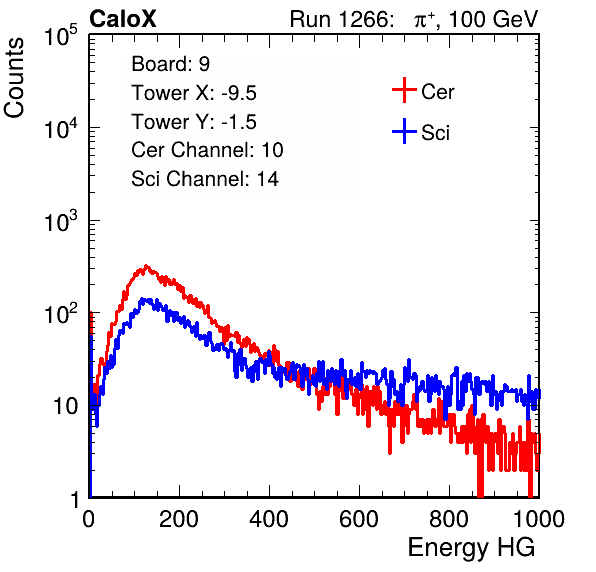 CaloX Run 1266: π⁺, 100 GeV
Board: 9
Tower X: -9.5
Tower Y: -1.5
Cer Channel: 10
Sci Channel: 14
Cer
Sci
Counts
10⁵
10⁴
10³
10²
10
1
0 200 400 600 800 1000
Energy HG